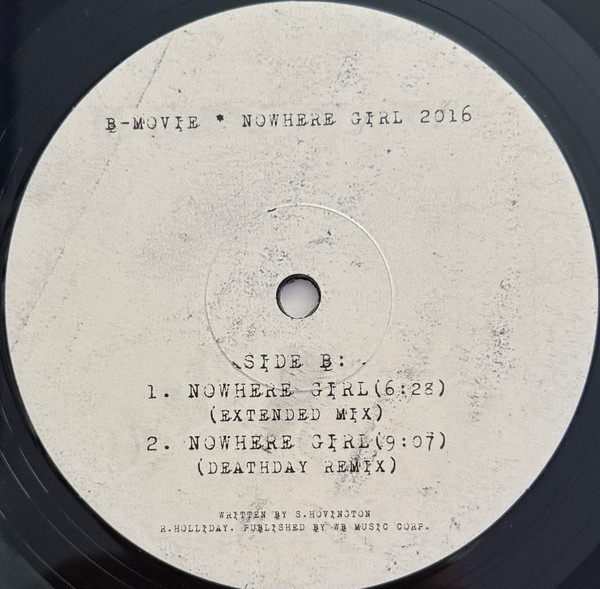 B-MOVIE * NOWHERE GIRL 2016
SIDE B:
1. NOWHERE GIRL(6:28)
(EXTENDED MIX)
2. NOWHERE GIRL(9:07)
(DEATHDAY REMIX)
WRITTEN BY S.HOVINGTON
R.HOLLIDAY. PUBLISHED BY WB MUSIC CORP.